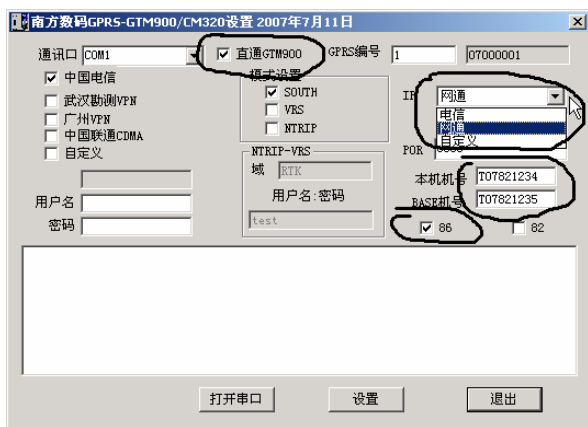 南方数码GPRS-GTM900/CM320设置 2007年7月11日
通讯口 COM1 直通GTM900 GPRS编号 1 07000001
中国电信
武汉勘测VPN
广州VPN
中国联通CDMA
自定义
用户名
密码
模式设置
SOUTH
VRS
NTRIP
NTRIP-VRS
域 RTK
用户名:密码
test
网通
电信
网通
自定义
POR
本机机号 T07821234
BASE机号 T07821235
86 82
打开串口 设置 退出